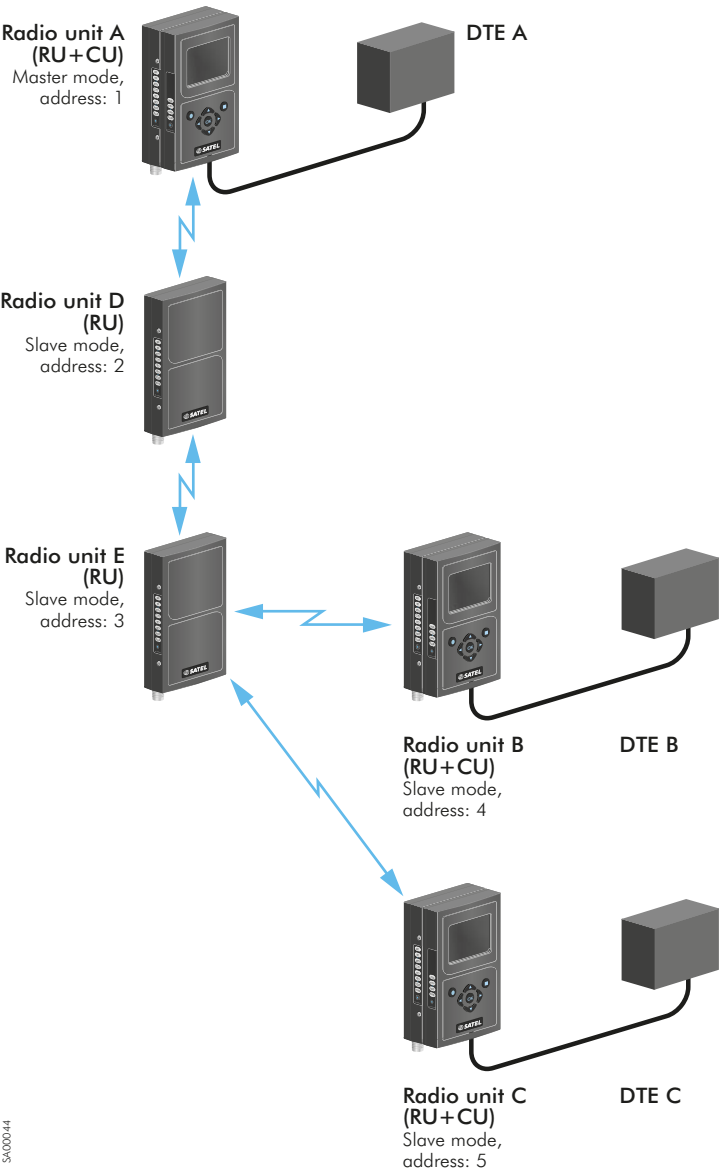 Radio unit A
(RU+CU)
Master mode,
address: 1
DTE A
SATEL
Radio unit D
(RU)
Slave mode,
address: 2
SATEL
Radio unit E
(RU)
Slave mode,
address: 3
SATEL
SATEL
Radio unit B
(RU+CU)
Slave mode,
address: 4
DTE B
SATEL
Radio unit C
(RU+CU)
Slave mode,
address: 5
DTE C
SA00044